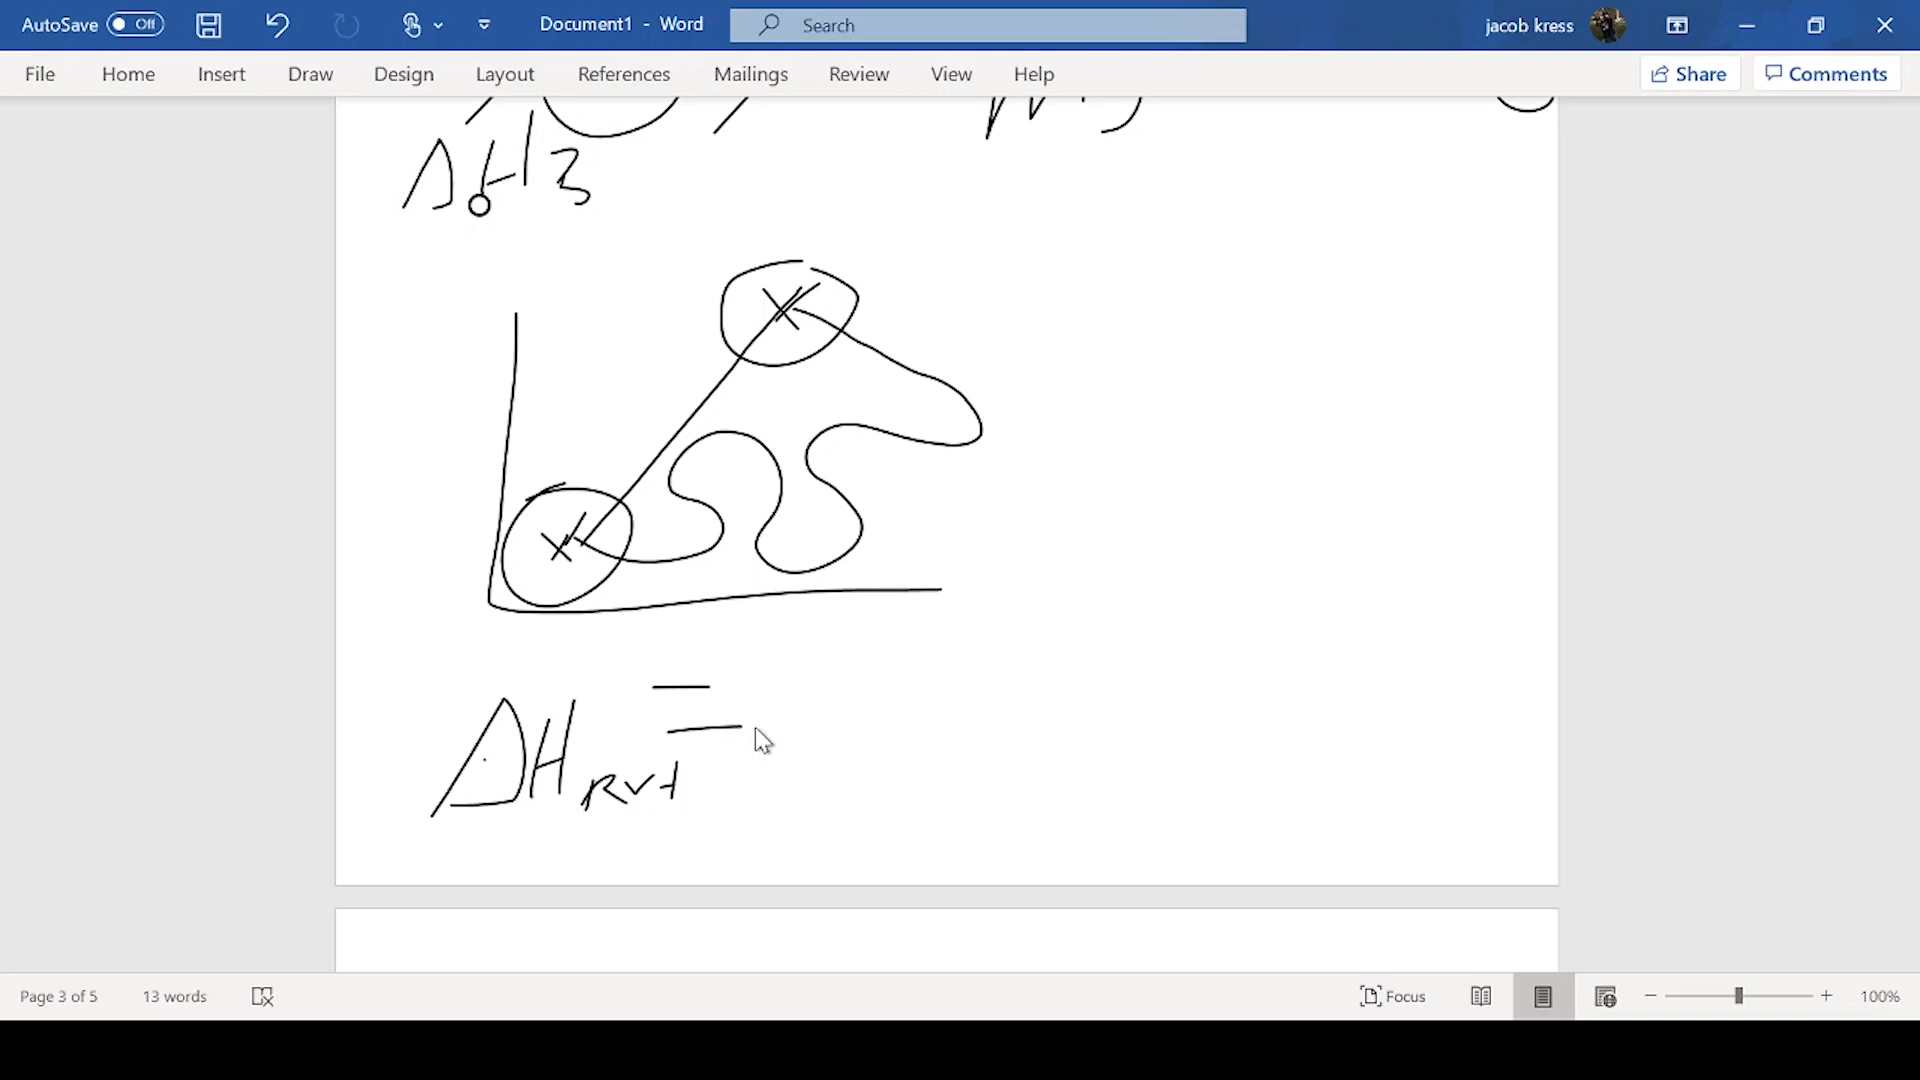 AutoSave Off Document1 - Word Search jacob kress
File Home Insert Draw Design Layout References Mailings Review View Help Share Comments
ΔH3
ΔH =
Page 3 of 5 13 words Focus 100%